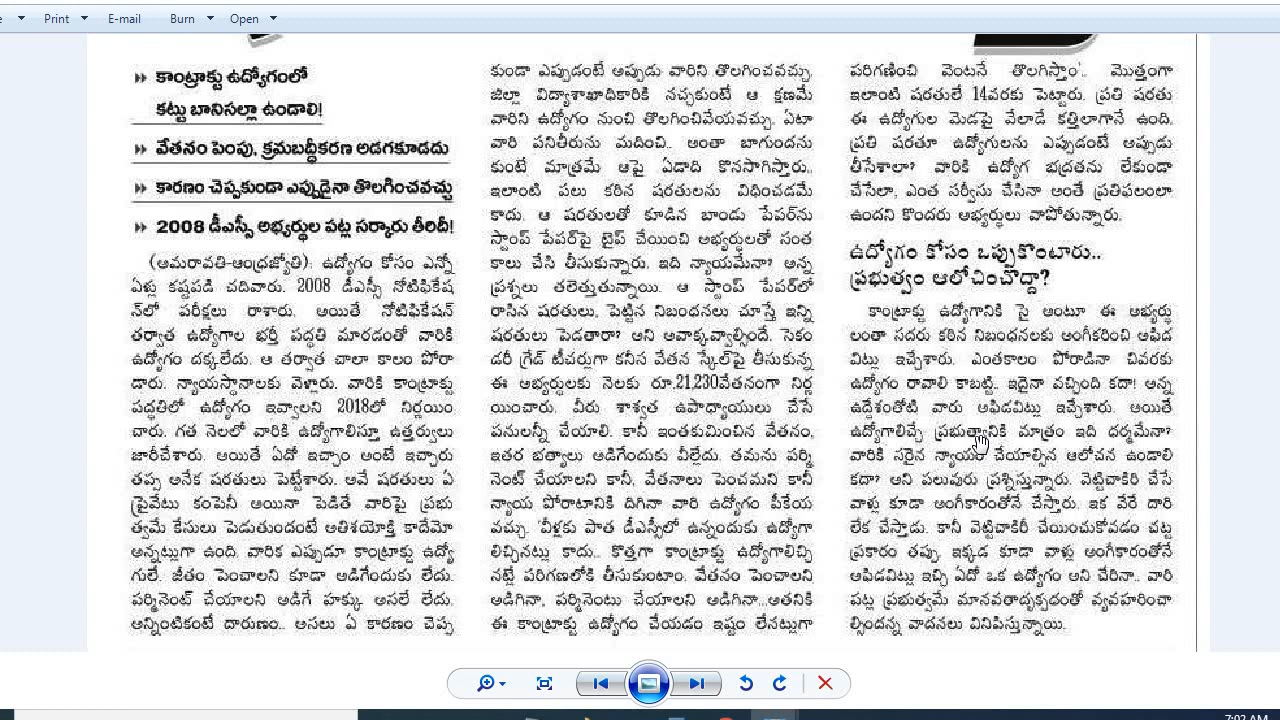 Print
E-mail
Burn
Open
కాంట్రాక్టు ఉద్యోగంలో
కట్టు బానిసల్లా ఉండాలి!
వేతనం పెంపు, క్రమబద్ధీకరణ అడగకూడదు
కారణం చెప్పకుండా ఎప్పుడైనా తొలగించవచ్చు
2008 డీఎస్సీ అభ్యర్థుల పట్ల సర్కారు తీరిదీ!
(అమరావతి-ఆంధ్రజ్యోతి): ఉద్యోగం కోసం ఎన్నో
ఏళ్లు కష్టపడి చదివారు. 2008 డీఎస్సీ నోటిఫికేష
న్‌లో పరీక్షలు రాశారు. అయితే నోటిఫికేషన్
తర్వాత ఉద్యోగాల భర్తీ పద్ధతి మారడంతో వారికి
ఉద్యోగం దక్కలేదు. ఆ తర్వాత చాలా కాలం పోరా
డారు. న్యాయస్థానాలకు వెళ్లారు. వారికి కాంట్రాక్టు
పద్ధతిలో ఉద్యోగం ఇవ్వాలని 2018లో నిర్ణయిం
చారు. గత నెలలో వారికి ఉద్యోగాలిస్తూ ఉత్తర్వులు
జారీచేశారు. అయితే ఏదో ఇచ్చాం అంటే ఇచ్చారు
తప్ప అనేక షరతులు పెట్టేశారు. అవే షరతులు ఏ
ప్రైవేటు కంపెనీ అయినా పెడితే వారిపై ప్రభు
త్వమే కేసులు పెడుతుందంటే అతిశయోక్తి కాదేమో
అన్నట్లుగా ఉంది. వారిక ఎప్పుడూ కాంట్రాక్టు ఉద్యో
గులే. జీతం పెంచాలని కూడా అడిగేందుకు లేదు.
పర్మినెంట్ చేయాలని అడిగే హక్కు అసలే లేదు.
అన్నింటికంటే దారుణం.. అసలు ఏ కారణం చెప్ప
కుండా ఎప్పుడంటే అప్పుడు వారిని తొలగించవచ్చు.
జిల్లా విద్యాశాఖాధికారికి నచ్చకుంటే ఆ క్షణమే
వారిని ఉద్యోగం నుంచి తొలగించివేయవచ్చు. ఏటా
వారి పనితీరును మదించి.. అంతా బాగుందను
కుంటే మాత్రమే ఆపై ఏడాది కొనసాగిస్తారు..
ఇలాంటి పలు కఠిన షరతులను విధించడమే
కాదు. ఆ షరతులతో కూడిన బాండు పేపర్‌ను
స్టాంప్ పేపర్‌పై టైప్ చేయించి అభ్యర్థులతో సంత
కాలు చేసి తీసుకున్నారు. ఇది న్యాయమేనా? అన్న
ప్రశ్నలు తలెత్తుతున్నాయి. ఆ స్టాంప్ పేపర్‌లో
రాసిన షరతులు, పెట్టిన నిబందనలు చూస్తే ఇన్ని
షరతులు పెడతారా? అని అవాక్కవ్వాల్సిందే. సెకం
డరీ గ్రేడ్ టీచర్లుగా కనీస వేతన స్కేల్‌పై తీసుకున్న
ఈ అభ్యర్థులకు నెలకు రూ.21,230వేతనంగా నిర్ణ
యించారు. వీరు శాశ్వత ఉపాధ్యాయులు చేసే
పనులన్నీ చేయాలి. కానీ ఇంతకుమించిన వేతనం,
ఇతర భత్యాలు అడిగేందుకు వీల్లేదు. తమను పర్మి
నెంట్ చేయాలని కానీ, వేతనాలు పెంచమని కానీ
న్యాయ పోరాటానికి దిగినా వారి ఉద్యోగం పీకేయ
వచ్చు. 'వీళ్లకు పాత డీఎస్సీలో ఉన్నందుకు ఉద్యోగా
లిచ్చినట్లు కాదు.. కొత్తగా కాంట్రాక్టు ఉద్యోగాలిచ్చి
నట్లే పరిగణలోకి తీసుకుంటాం. వేతనం పెంచాలని
అడిగినా, పర్మినెంటు చేయాలని అడిగినా...అతనికి
ఈ కాంట్రాక్టు ఉద్యోగం చేయడం ఇష్టం లేనట్లుగా
పరిగణించి వెంటనే తొలగిస్తాం'. మొత్తంగా
ఇలాంటి షరతులే 14వరకు పెట్టారు. ప్రతి షరతు
ఈ ఉద్యోగుల మెడపై వేలాడే కత్తిలాగానే ఉంది.
ప్రతి షరతూ ఉద్యోగులను ఎప్పుడంటే అప్పుడు
తీసేశాలా? వారికి ఉద్యోగ భద్రతను లేకుండా
చేసేలా, ఎంత సర్వీసు చేసినా అంతే ప్రతిఫలంలా
ఉందని కొందరు అభ్యర్థులు వాపోతున్నారు.
ఉద్యోగం కోసం ఒప్పుకొంటారు..
ప్రభుత్వం ఆలోచించొద్దా?
కాంట్రాక్టు ఉద్యోగానికి సై అంటూ ఈ అభ్యర్థు
లంతా సదరు కఠిన నిబంధనలకు అంగీకరించి అఫిడ
విట్లు ఇచ్చేశారు. ఎంతకాలం పోరాడినా చివరకు
ఉద్యోగం రావాలి కాబట్టి.. ఇదైనా వచ్చింది కదా! అన్న
ఉద్దేశంతోటి వారు అఫిడవిట్లు ఇచ్చేశారు. అయితే
ఉద్యోగాలిచ్చే ప్రభుత్వానికి మాత్రం ఇది ధర్మమేనా?
వారికి సరైన న్యాయం చేయాల్సిన ఆలోచన ఉండాలి
కదా? అని పలువురు ప్రశ్నిస్తున్నారు. వెట్టిచాకిరి చేసే
వాళ్లు కూడా అంగీకారంతోనే చేస్తారు. ఇక వేరే దారి
లేక చేస్తాడు. కానీ వెట్టిచాకిరీ చేయించుకోవడం చట్ట
ప్రకారం తప్పు. ఇక్కడ కూడా వాళ్లు అంగీకారంతోనే
అఫిడవిట్లు ఇచ్చి ఏదో ఒక ఉద్యోగం అని చేరినా.. వారి
పట్ల ప్రభుత్వమే మానవతాదృక్పథంతో వ్యవహరించా
ల్సిందన్న వాదనలు వినిపిస్తున్నాయి.
7:02 AM